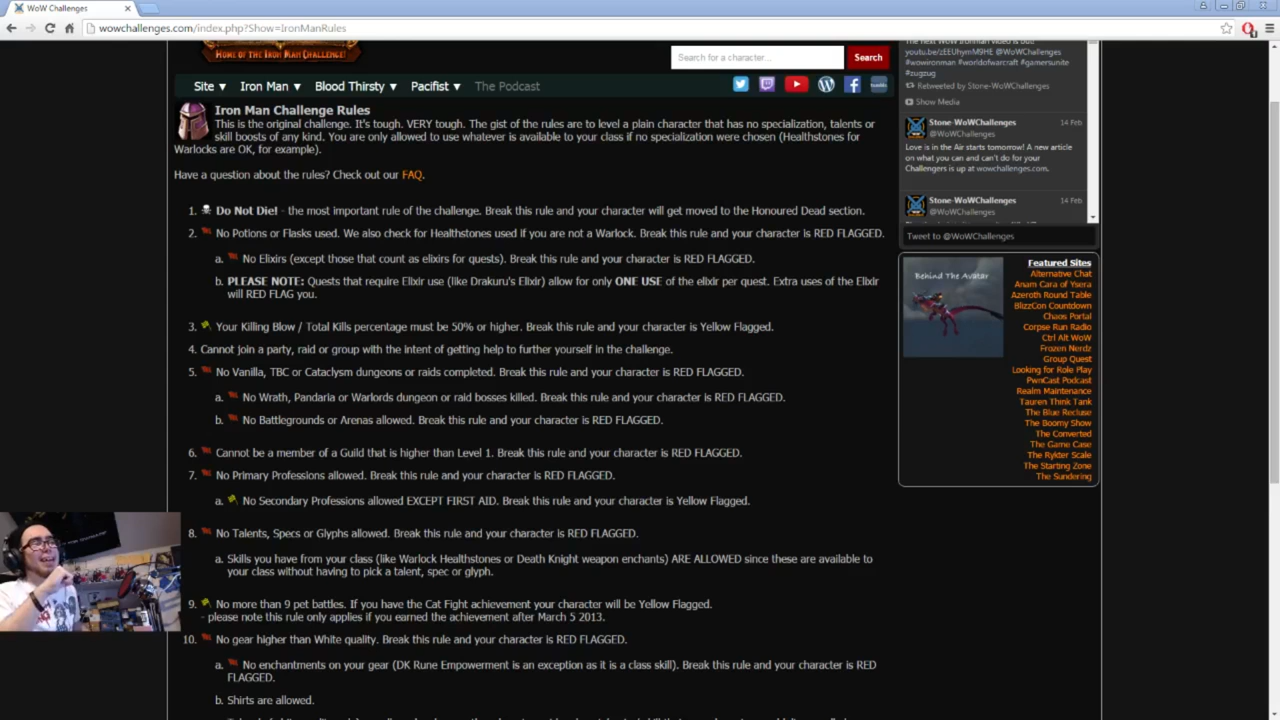 WoW Challenges
wowchallenges.com/index.php?Show=IronManRules
HOME OF THE IRON MAN CHALLENGE!
Search for a character...
Search
Site ▼ Iron Man ▼ Blood Thirsty ▼ Pacifist ▼ The Podcast
Iron Man Challenge Rules
This is the original challenge. It's tough. VERY tough. The gist of the rules are to level a plain character that has no specialization, talents or
skill boosts of any kind. You are only allowed to use whatever is available to your class if no specialization were chosen (Healthstones for
Warlocks are OK, for example).
Have a question about the rules? Check out our FAQ.
1. Do Not Die! - the most important rule of the challenge. Break this rule and your character will get moved to the Honoured Dead section.
2. No Potions or Flasks used. We also check for Healthstones used if you are not a Warlock. Break this rule and your character is RED FLAGGED.
a. No Elixirs (except those that count as elixirs for quests). Break this rule and your character is RED FLAGGED.
b. PLEASE NOTE: Quests that require Elixir use (like Drakuru's Elixir) allow for only ONE USE of the elixir per quest. Extra uses of the Elixir
will RED FLAG you.
3. Your Killing Blow / Total Kills percentage must be 50% or higher. Break this rule and your character is Yellow Flagged.
4. Cannot join a party, raid or group with the intent of getting help to further yourself in the challenge.
5. No Vanilla, TBC or Cataclysm dungeons or raids completed. Break this rule and your character is RED FLAGGED.
a. No Wrath, Pandaria or Draenis dungeon or raid bosses killed. Break this rule and your character is RED FLAGGED.
b. No Battlegrounds or Arenas allowed. Break this rule and your character is RED FLAGGED.
6. Cannot be a member of a Guild that is higher than Level 1. Break this rule and your character is RED FLAGGED.
7. No Primary Professions allowed. Break this rule and your character is RED FLAGGED.
a. No Secondary Professions allowed EXCEPT FIRST AID. Break this rule and your character is Yellow Flagged.
8. No Talents, Specs or Glyphs allowed. Break this rule and your character is RED FLAGGED.
a. Skills you have from your class (like Warlock Healthstones or Death Knight weapon enchants) ARE ALLOWED since these are available to
your class without having to pick a talent, spec or glyph.
9. No more than 9 pet battles. If you have the Cat Fight achievement your character will be Yellow Flagged.
- please note this rule only applies if you earned the achievement after March 5 2013.
10. No gear higher than White quality. Break this rule and your character is RED FLAGGED.
a. No enchantments on your gear (DK Rune Empowerment is an exception as it is a class skill). Break this rule and your character is RED
FLAGGED.
b. Shirts are allowed.
youtu.be/zEEUhymM9HE @WoWChallenges
#wowironman #worldofwarcraft #gamersunite
#zugzug
Retweeted by Stone-WoWChallenges
Show Media
Stone-WoWChallenges 14 Feb
@WoWChallenges
Love is in the Air starts tomorrow! A new article
on what you can and can't do for your
Challengers is up at wowchallenges.com.
Stone-WoWChallenges 14 Feb
@WoWChallenges
Tweet to @WoWChallenges
Behind The Avatar
Featured Sites
Alternative Chat
Anam Cara of Ysera
Azeroth Round Table
BlizzCon Countdown
Chaos Portal
Corpse Run Radio
Ctrl Alt WoW
Frozen Nerdz
Group Quest
Looking for Role Play
PwnCast Podcast
Realm Maintenance
Tauren Think Tank
The Blue Recluse
The Boomy Show
The Converted
The Game Case
The Rykter Scale
The Starting Zone
The Sundering